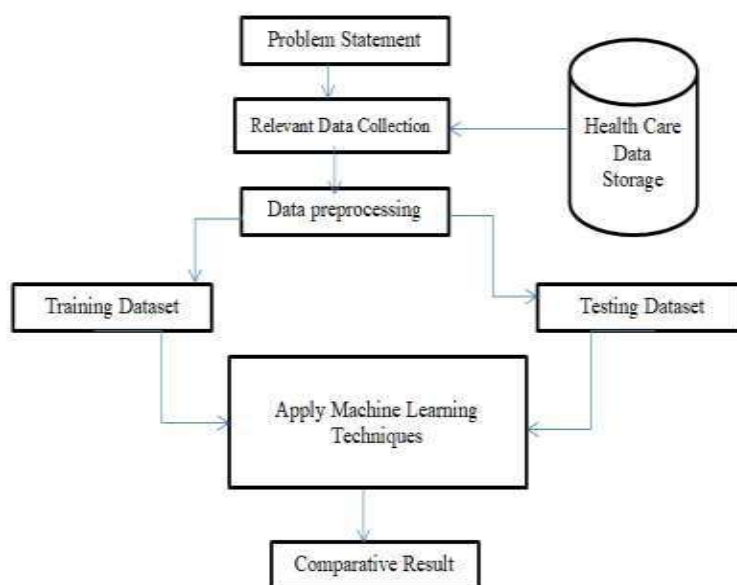 Problem Statement
Relevant Data Collection
Health Care
Data
Storage
Data preprocessing
Training Dataset
Testing Dataset
Apply Machine Learning
Techniques
Comparative Result